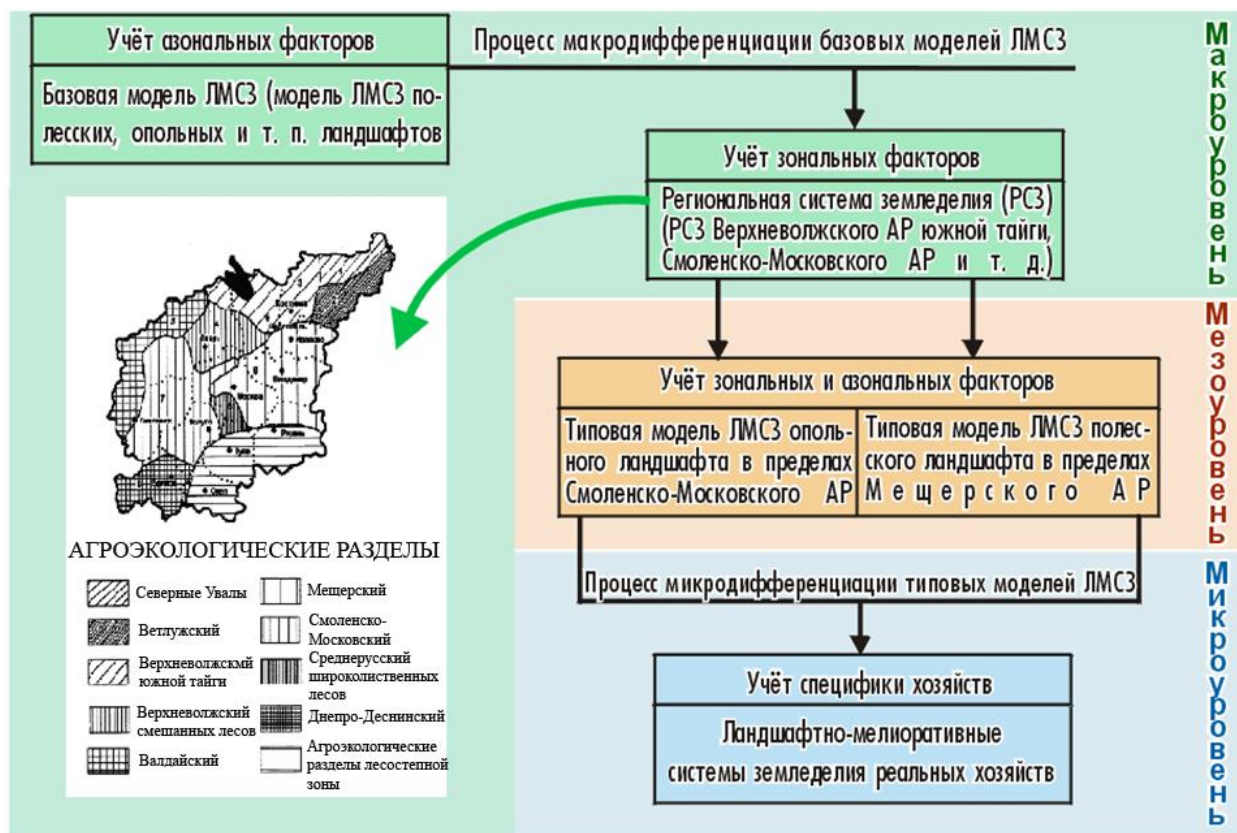 Учёт азональных факторов
Базовая модель ЛМСЗ (модель ЛМСЗ по-
лесских, опольных и т. п. ландшафтов
Процесс макродифференциации базовых моделей ЛМСЗ
Учёт зональных факторов
Региональная система земледелия (РСЗ)
(РСЗ Верхневолжского АР южной тайги,
Смоленско-Московского АР и т. д.)
Макроуровень
Учёт зональных и азональных факторов
Типовая модель ЛМСЗ ополь-
ного ландшафта в пределах
Смоленско-Московского АР
Типовая модель ЛМСЗ полес-
ского ландшафта в пределах
Мещерского АР
Мезоуровень
Процесс микродифференциации типовых моделей ЛМСЗ
Учёт специфики хозяйств
Ландшафтно-мелиоративные
системы земледелия реальных хозяйств
Микроуровень
Кострома
Иваново
Владимир
Москва
Рязань
Тула
Орел
АГРОЭКОЛОГИЧЕСКИЕ РАЗДЕЛЫ
Северные Увалы
Ветлужский
Верхневолжскмй
южной тайги
Верхневолжский
смешанных лесов
Валдайский
Мещерский
Смоленско-
Московский
Среднерусский
широколиственных
лесов
Днепро-Деснинский
Агроэкологические
разделы лесостепной
зоны